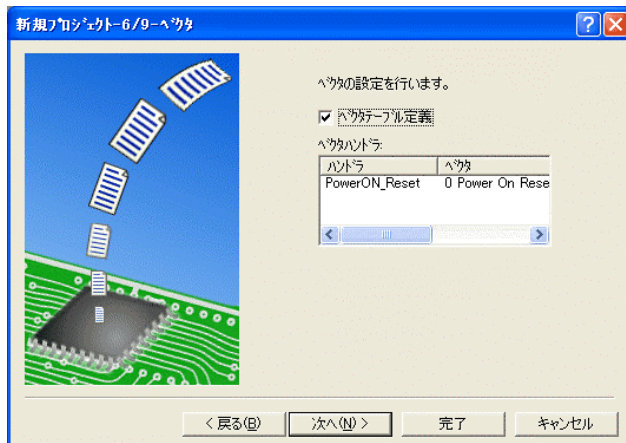 新規ﾌﾟﾛｼﾞｪｸﾄ-6/9-ﾍﾞｸﾀ
ﾍﾞｸﾀの設定を行います。
ﾍﾞｸﾀﾃｰﾌﾞﾙ定義
ﾍﾞｸﾀﾊﾝﾄﾞﾗ:
ﾊﾝﾄﾞﾗ ﾍﾞｸﾀ
PowerON_Reset 0 Power On Rese
< 戻る(B) 次へ(N) > 完了 キャンセル